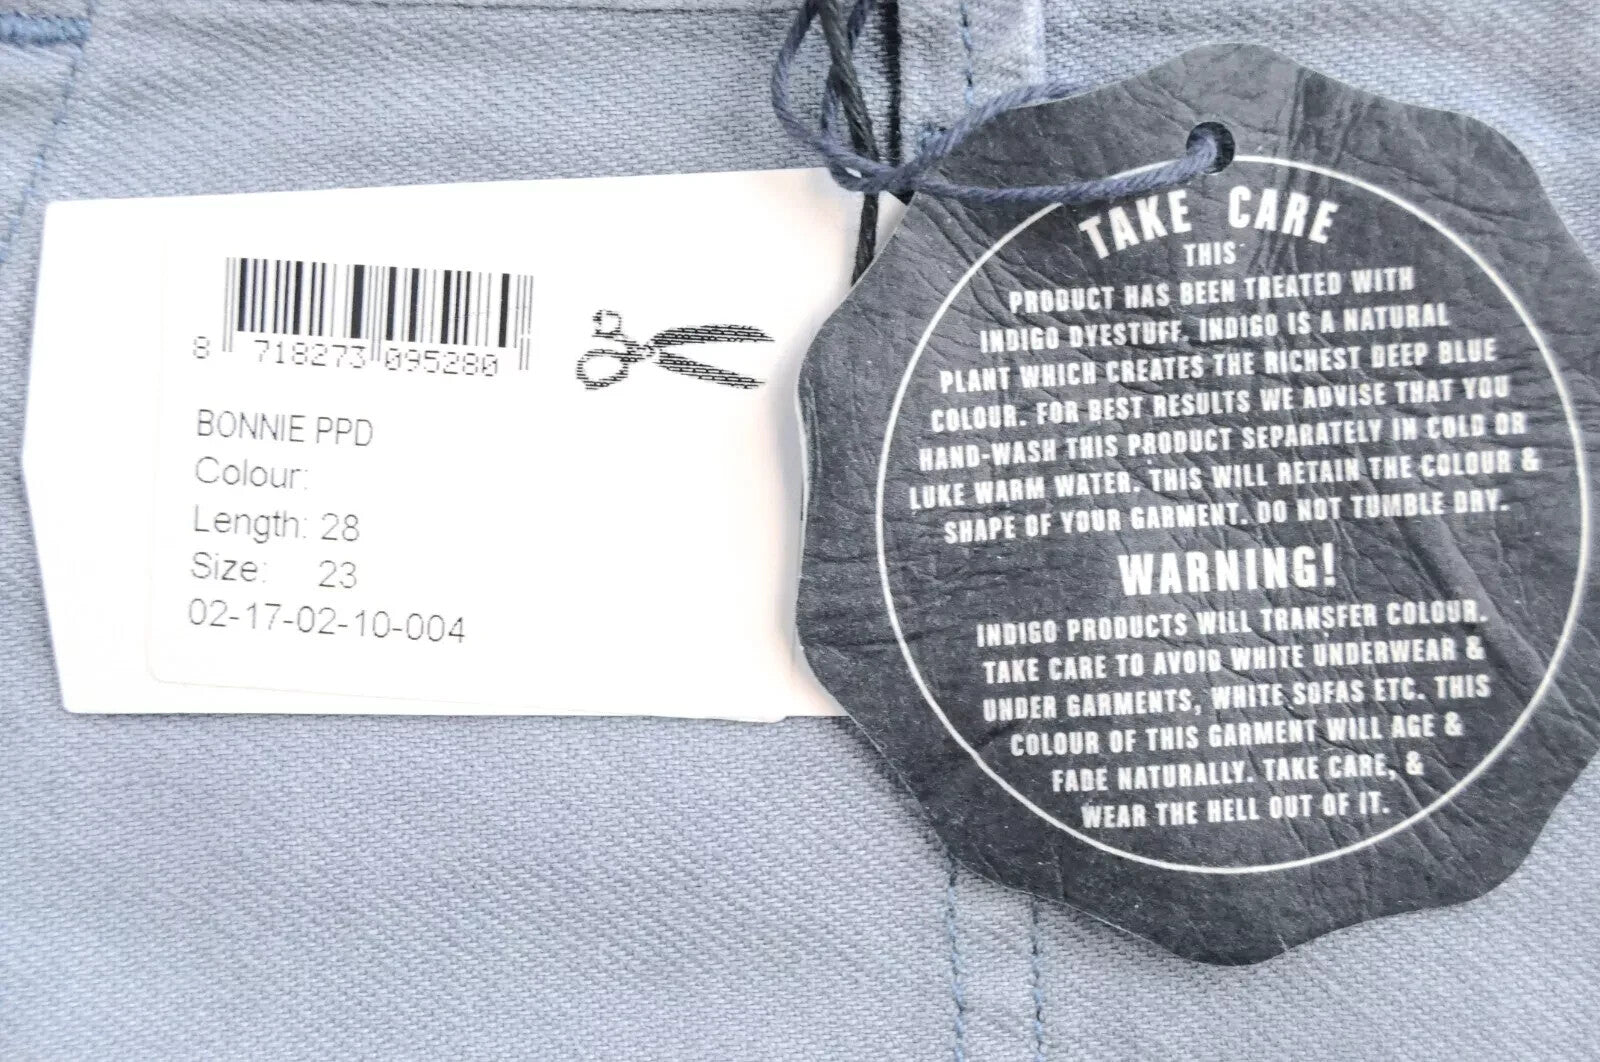 8 718273 095280
BONNIE PPD
Colour:
Length: 28
Size: 23
02-17-02-10-004
TAKE CARE
THIS
PRODUCT HAS BEEN TREATED WITH
INDIGO DYESTUFF. INDIGO IS A NATURAL
PLANT WHICH CREATES THE RICHEST DEEP BLUE
COLOUR. FOR BEST RESULTS WE ADVISE THAT YOU
HAND-WASH THIS PRODUCT SEPARATELY IN COLD OR
LUKE WARM WATER. THIS WILL RETAIN THE COLOUR &
SHAPE OF YOUR GARMENT. DO NOT TUMBLE DRY.
WARNING!
INDIGO PRODUCTS WILL TRANSFER COLOUR.
TAKE CARE TO AVOID WHITE UNDERWEAR &
UNDER GARMENTS, WHITE SOFAS ETC. THIS
COLOUR OF THIS GARMENT WILL AGE &
FADE NATURALLY. TAKE CARE, &
WEAR THE HELL OUT OF IT.